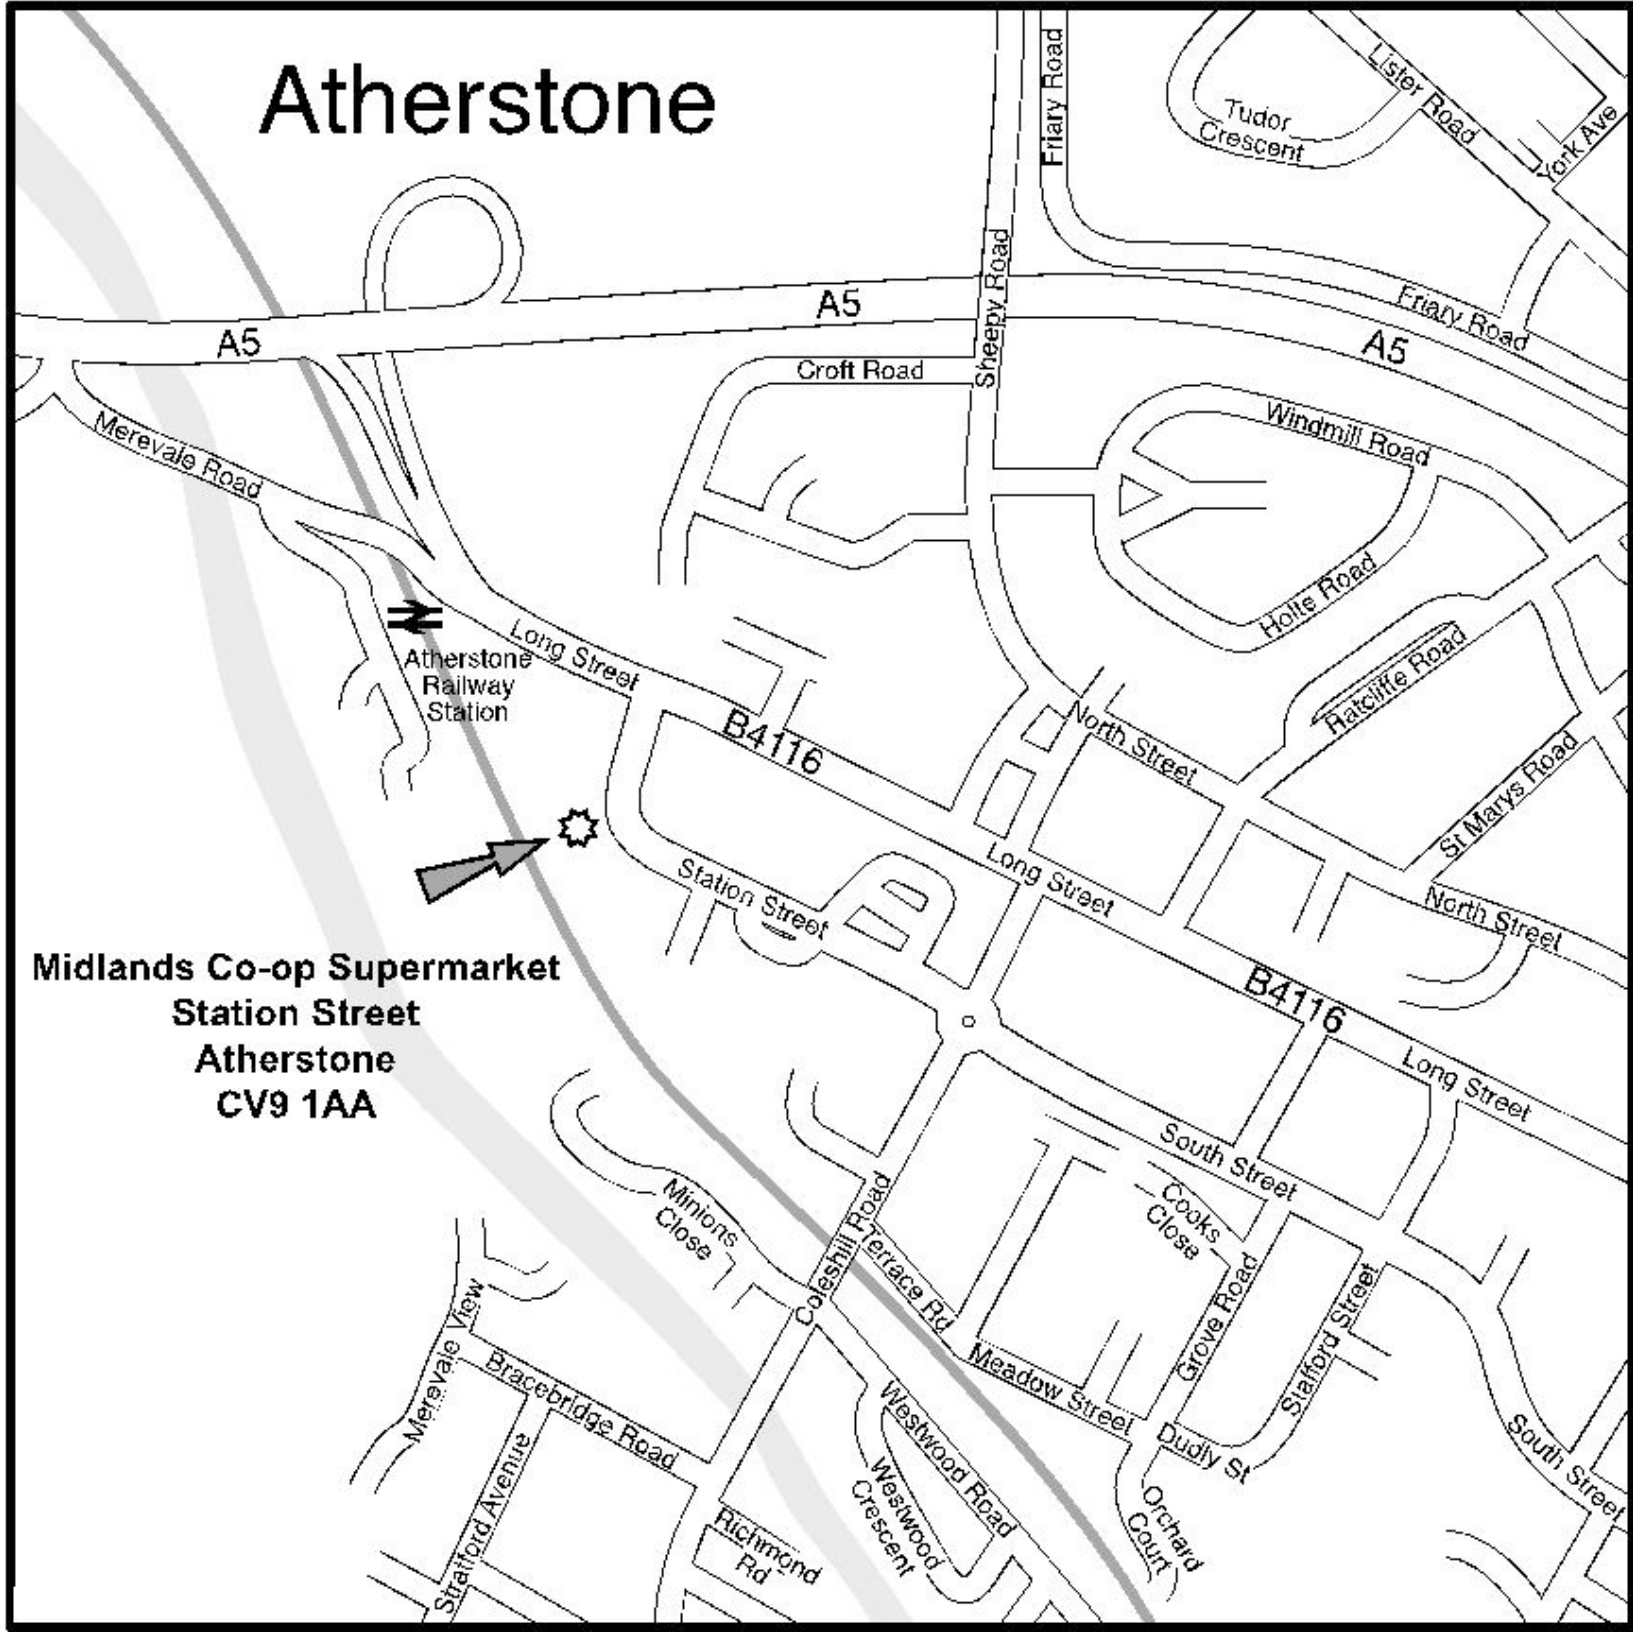 Atherstone
Friary Road
Lister Road
York Ave
Tudor
Crescent
Sheepy Road
A5
A5
A5
Friary Road
Croft Road
Windmill Road
Merevale Road
Holte Road
Long Street
Ratcliffe Road
Atherstone
Railway
Station
B4116
North Street
St Marys Road
Long Street
Station Street
North Street
Midlands Co-op Supermarket
Station Street
Atherstone
CV9 1AA
B4116
Long Street
South Street
Minions
Close
Coleshill Road
Terrace Rd
Cooks
Close
Grove Road
Stafford Street
Merevale View
Bracebridge Road
Meadow Street
Dudly St
Westwood Road
Westwood
Crescent
South Street
Stratford Avenue
Orchard
Court
Richmond
Rd